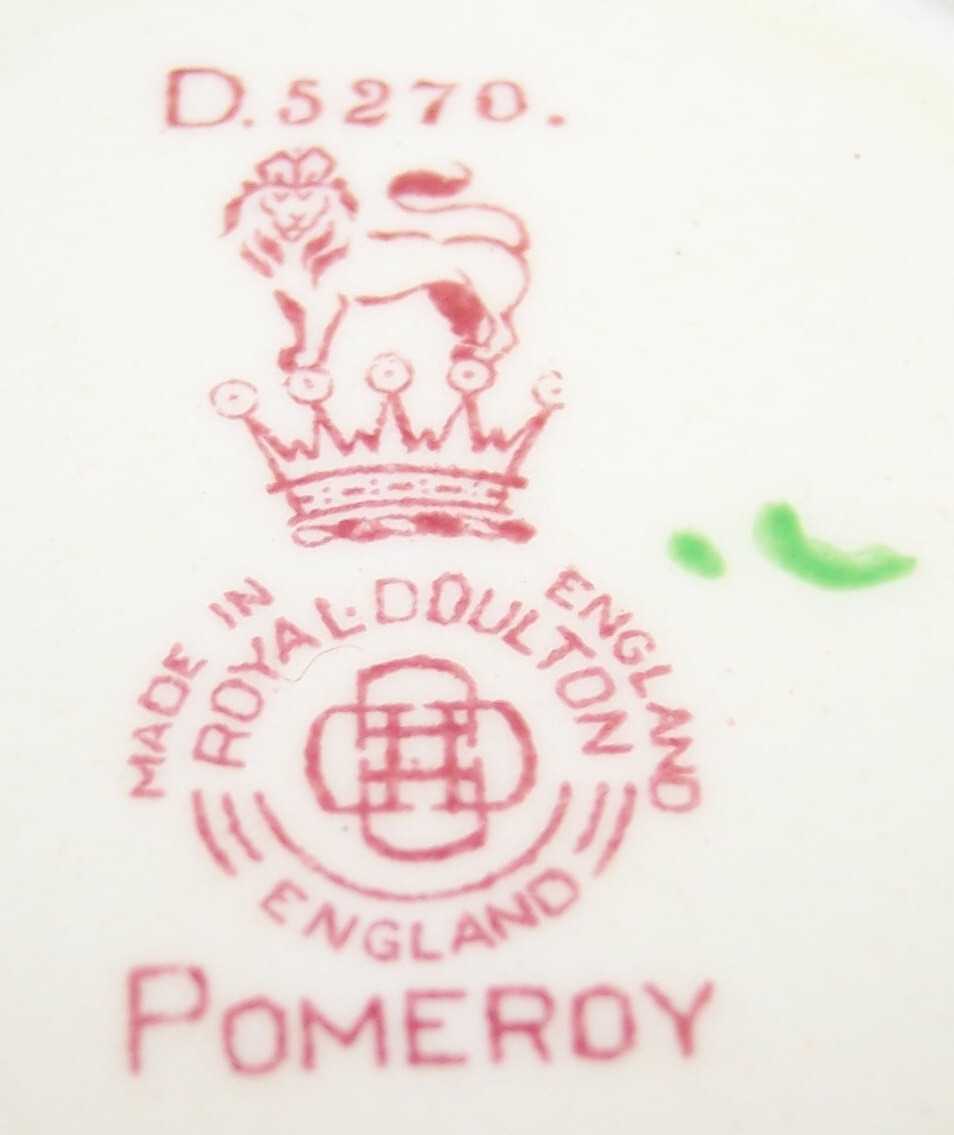 D.5270.
MADE IN ENGLAND
ROYAL·DOULTON
ENGLAND
POMEROY